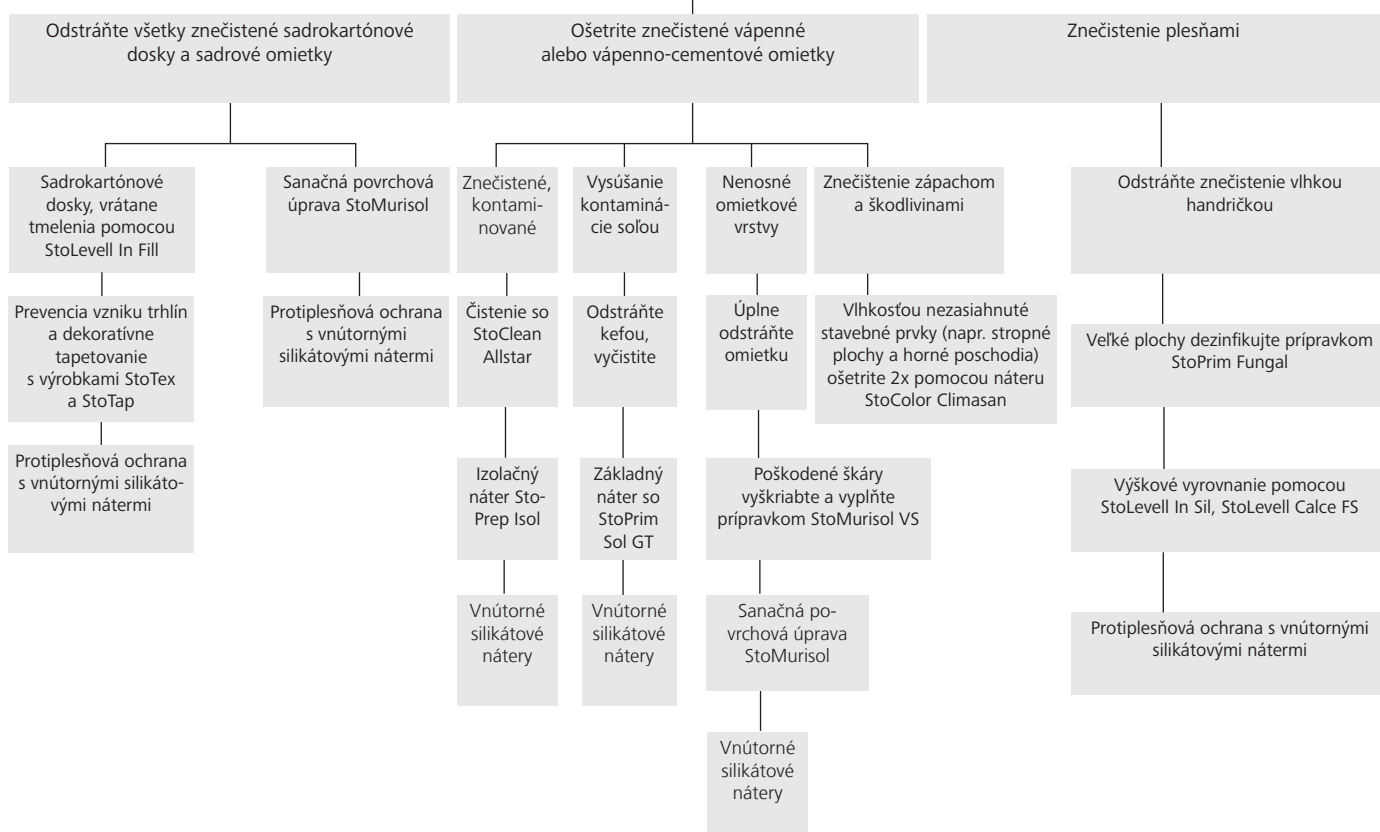 Odstráňte všetky znečistené sadrokartónové
dosky a sadrové omietky
Ošetrite znečistené vápenné
alebo vápenno-cementové omietky
Znečistenie plesňami
Sadrokartónové
dosky, vrátane
tmelenia pomocou
StoLevell In Fill
Sanačná povrchová
úprava StoMurisol
Znečistené,
kontami-
nované
Vysúšanie
kontaminá-
cie soľou
Nenosné
omietkové
vrstvy
Znečištenie zápachom
a škodlivinami
Odstráňte znečistenie vlhkou
handričkou
Prevencia vzniku trhlín
a dekoratívne
tapetovanie
s výrobkami StoTex
a StoTap
Protiplesňová ochrana
s vnútornými
silikátovými nátermi
Čistenie so
StoClean
Allstar
Odstráňte
kefou,
vyčistite
Úplne
odstráňte
omietku
Vlhkosťou nezasiahnuté
stavebné prvky (napr. stropné
plochy a horné poschodia)
ošetrite 2x pomocou náteru
StoColor Climasan
Veľké plochy dezinfikujte prípravkom
StoPrim Fungal
Protiplesňová ochrana
s vnútornými silikáto-
vými nátermi
Izolačný
náter Sto-
Prep Isol
Základný
náter so
StoPrim
Sol GT
Poškodené škáry
vyškriabte a vyplňte
prípravkom StoMurisol VS
Výškové vyrovnanie pomocou
StoLevell In Sil, StoLevell Calce FS
Vnútorné
silikátové
nátery
Vnútorné
silikátové
nátery
Sanačná po-
vrchová úprava
StoMurisol
Protiplesňová ochrana s vnútornými
silikátovými nátermi
Vnútorné
silikátové
nátery